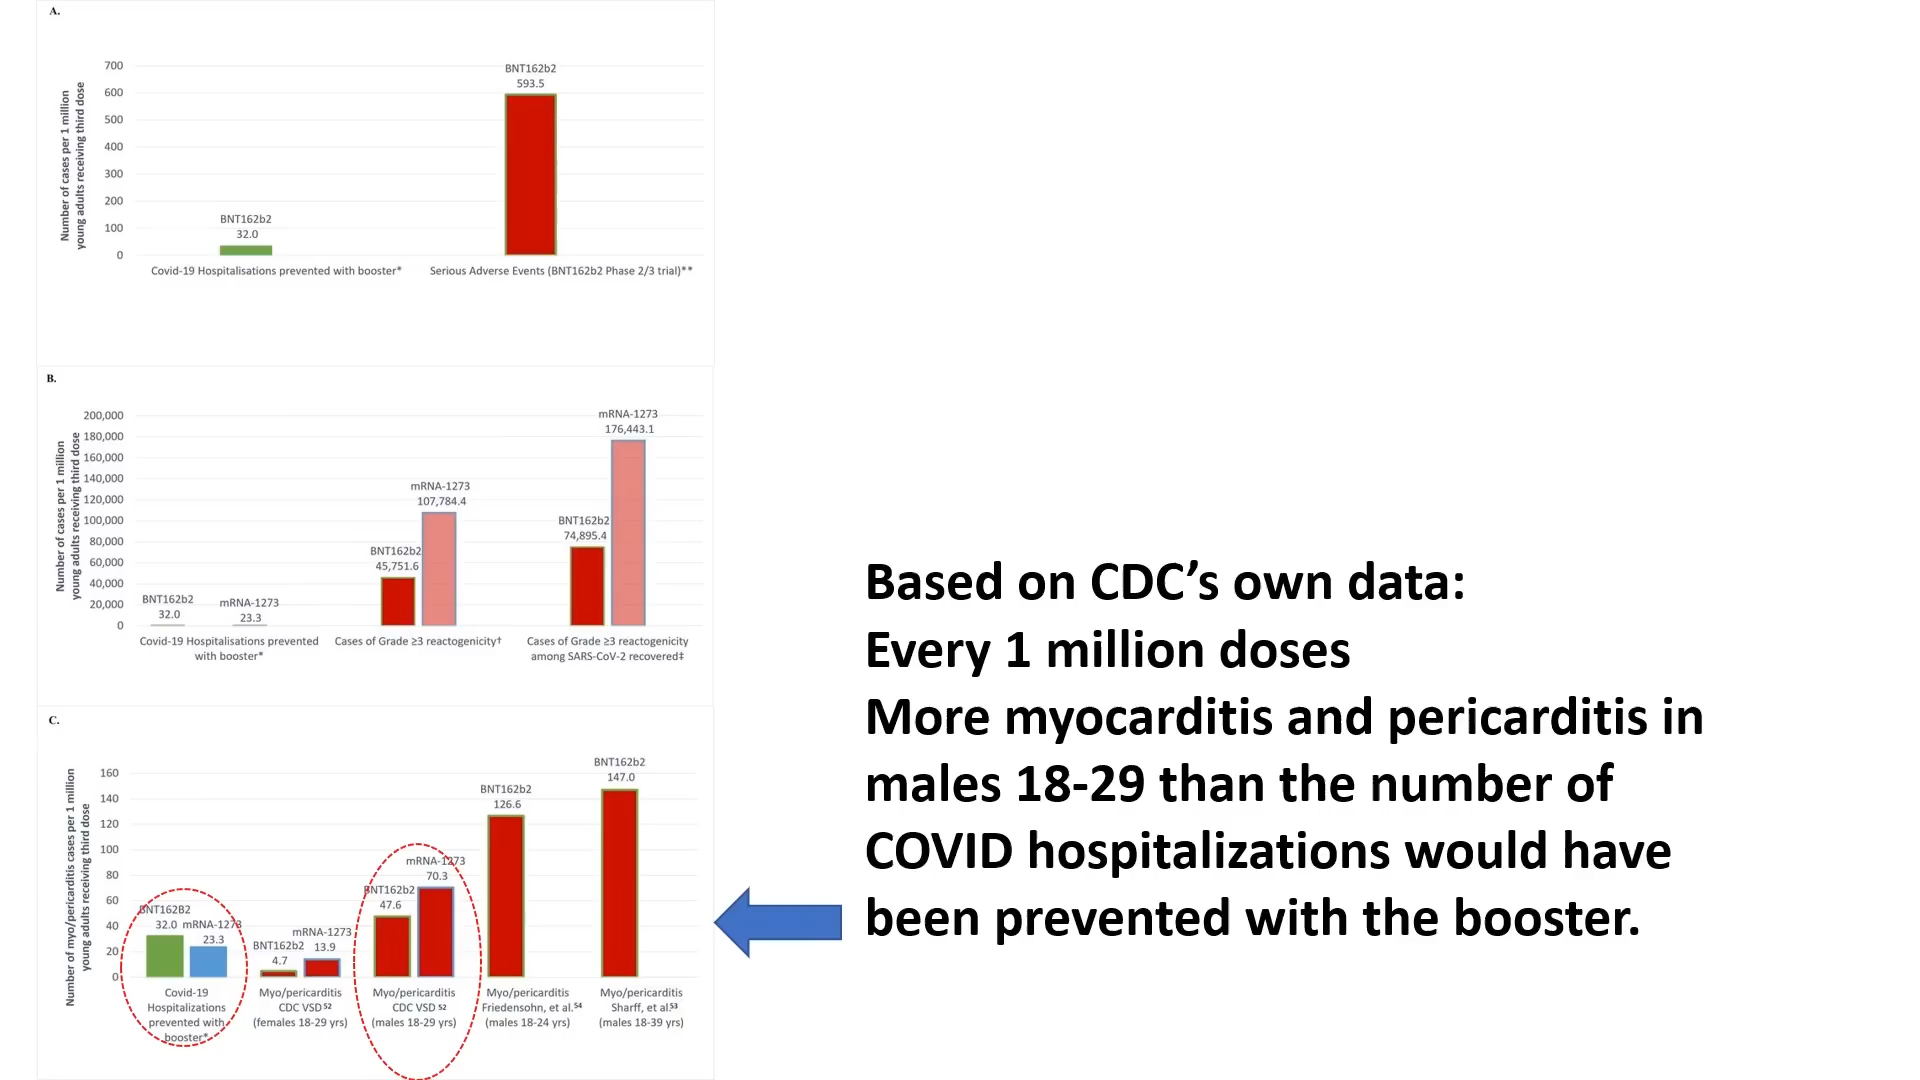 A.
Number of cases per 1 million
young adults receiving third dose
700
600
500
400
300
200
100
0
BNT162b2
32.0
BNT162b2
593.5
Covid-19 Hospitalisations prevented with booster*
Serious Adverse Events (BNT162b2 Phase 2/3 trial)**
B.
Number of cases per 1 million
young adults receiving third dose
200,000
180,000
160,000
140,000
120,000
100,000
80,000
60,000
40,000
20,000
0
BNT162b2
32.0
mRNA-1273
23.3
BNT162b2
45,751.6
mRNA-1273
107,784.4
BNT162b2
74,895.4
mRNA-1273
176,443.1
Covid-19 Hospitalisations prevented
with booster*
Cases of Grade ≥3 reactogenicity†
Cases of Grade ≥3 reactogenicity
among SARS-CoV-2 recovered‡
C.
Number of myo/pericarditis cases per 1 million
young adults receiving third dose
160
140
120
100
80
60
40
20
0
BNT162B2
32.0
mRNA-1273
23.3
BNT162b2
4.7
mRNA-1273
13.9
BNT162b2
47.6
mRNA-1273
70.3
BNT162b2
126.6
BNT162b2
147.0
Covid-19
Hospitalizations
prevented with
booster*
Myo/pericarditis
CDC VSD 52
(females 18-29 yrs)
Myo/pericarditis
CDC VSD 52
(males 18-29 yrs)
Myo/pericarditis
Friedensohn, et al.54
(males 18-24 yrs)
Myo/pericarditis
Sharff, et al.53
(males 18-39 yrs)
Based on CDC’s own data:
Every 1 million doses
More myocarditis and pericarditis in
males 18-29 than the number of
COVID hospitalizations would have
been prevented with the booster.